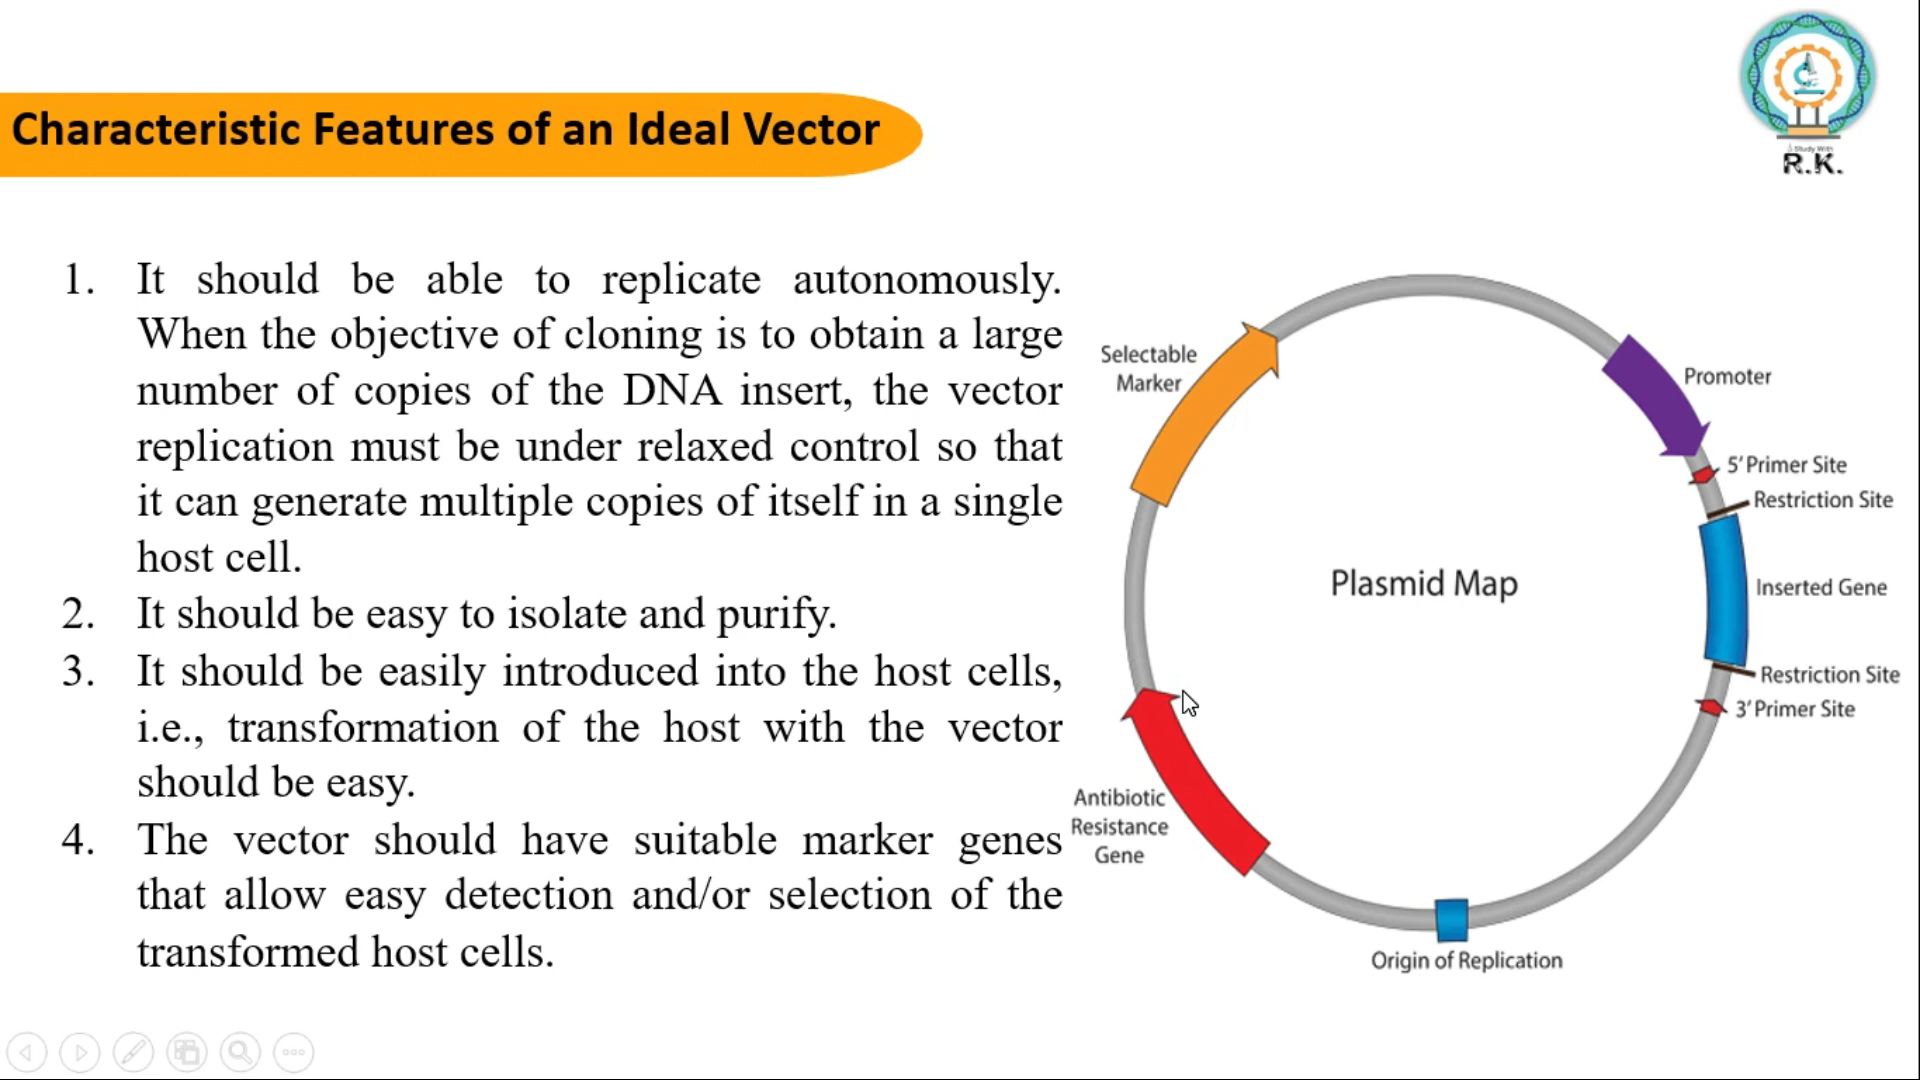 Characteristic Features of an Ideal Vector
Study With
R.K.
1. It should be able to replicate autonomously.
When the objective of cloning is to obtain a large
number of copies of the DNA insert, the vector
replication must be under relaxed control so that
it can generate multiple copies of itself in a single
host cell.
2. It should be easy to isolate and purify.
3. It should be easily introduced into the host cells,
i.e., transformation of the host with the vector
should be easy.
4. The vector should have suitable marker genes
that allow easy detection and/or selection of the
transformed host cells.
Selectable
Marker
Promoter
5' Primer Site
Restriction Site
Plasmid Map
Inserted Gene
Restriction Site
3' Primer Site
Antibiotic
Resistance
Gene
Origin of Replication